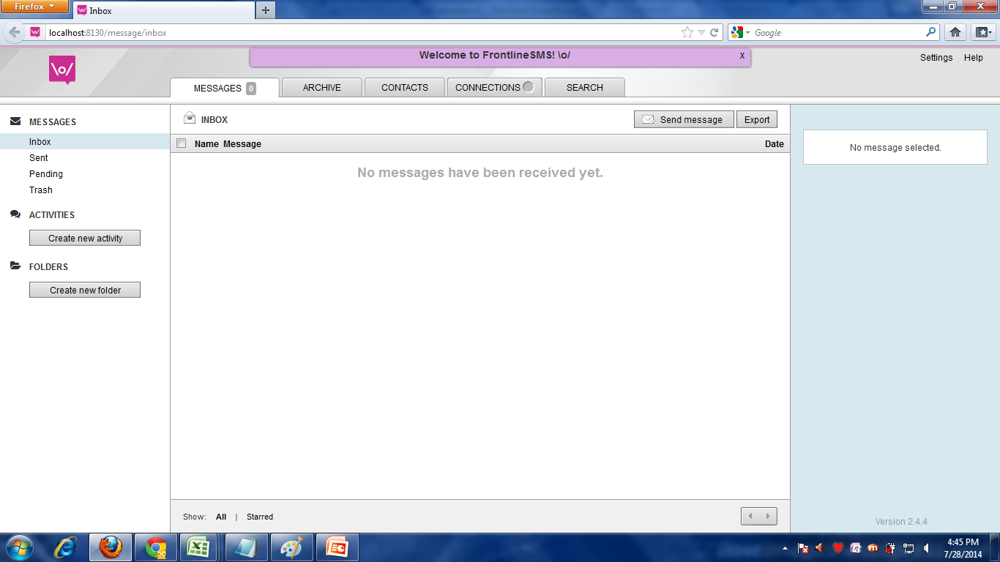 Firefox
Inbox
localhost:8130/message/inbox
Google
\o/
Welcome to FrontlineSMS! \o/
x
Settings
Help
MESSAGES 0
ARCHIVE
CONTACTS
CONNECTIONS
SEARCH
MESSAGES
Inbox
Sent
Pending
Trash
ACTIVITIES
Create new activity
FOLDERS
Create new folder
INBOX
Send message
Export
Name Message
Date
No messages have been received yet.
No message selected.
Show: All | Starred
Version 2.4.4
4:45 PM
7/28/2014